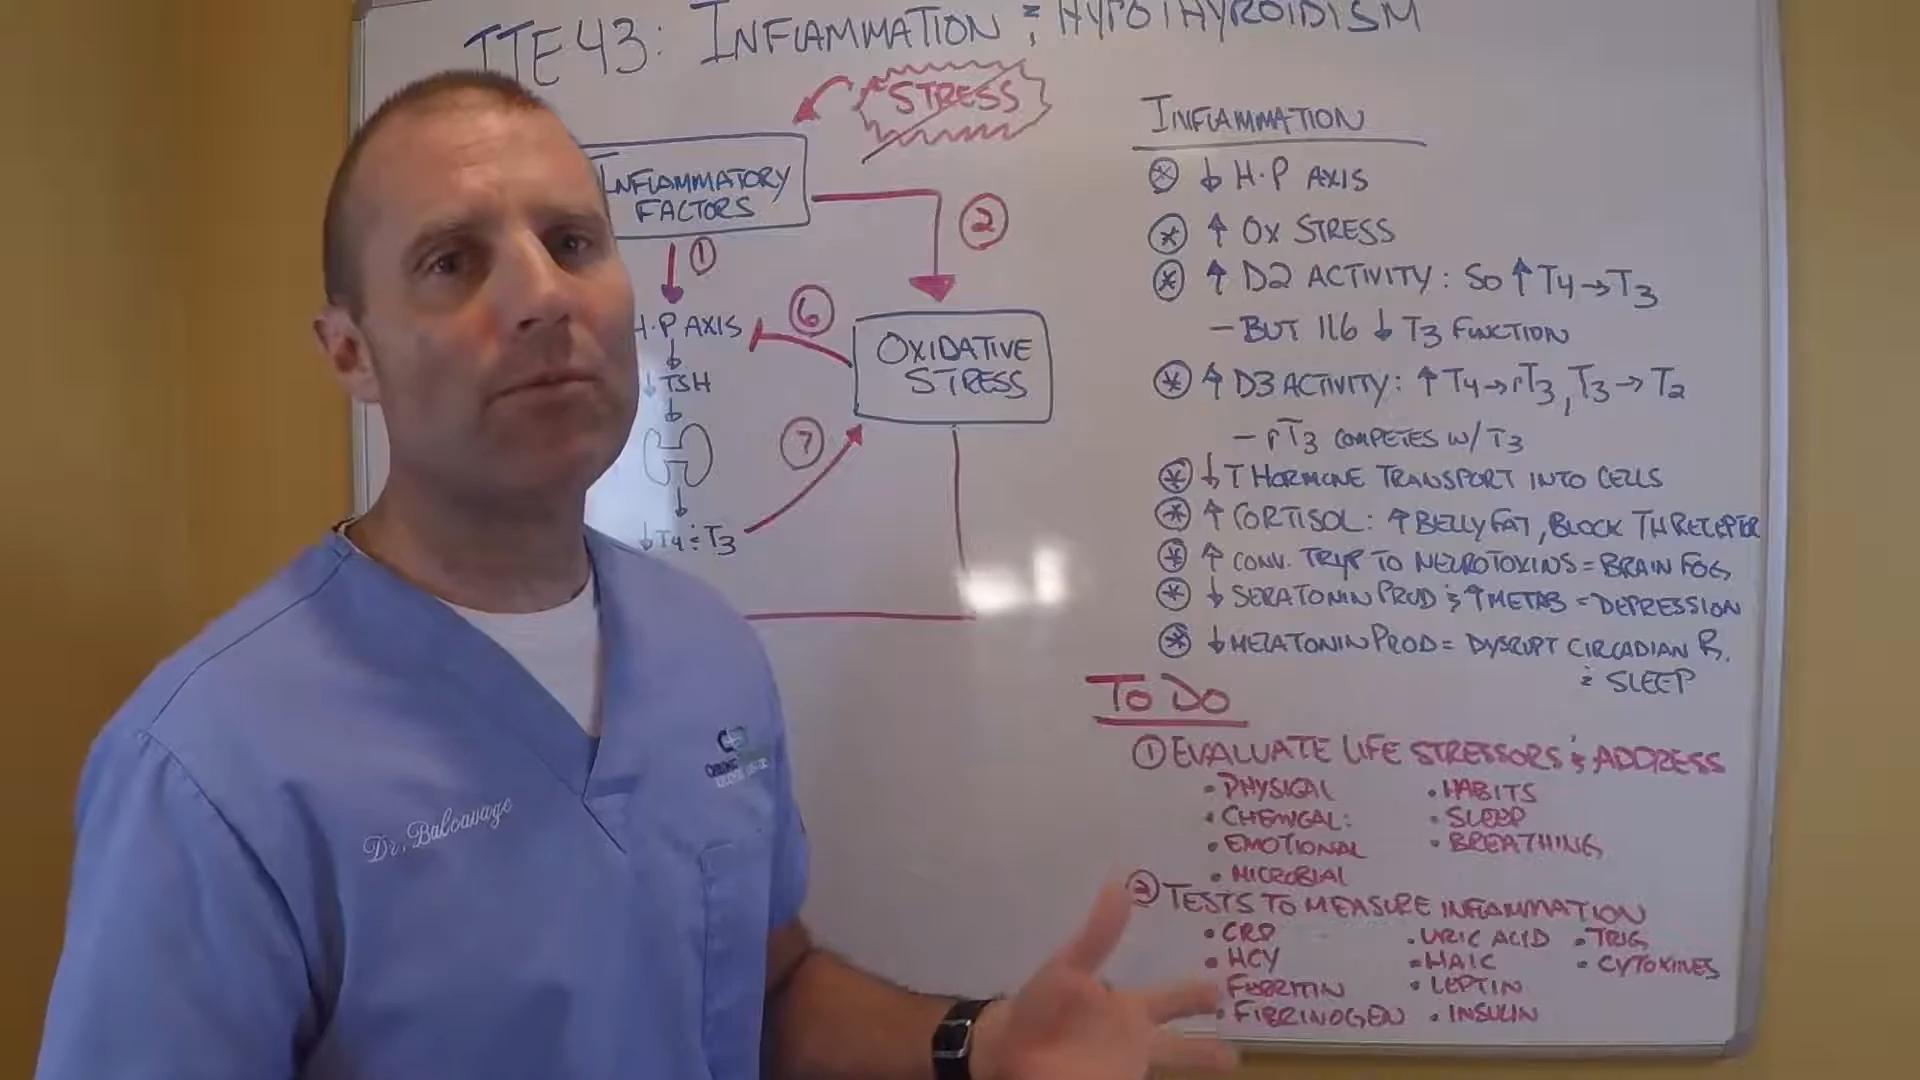 TTE 43: INFLAMMATION & HYPOTHYROIDISM
STRESS
INFLAMMATORY
FACTORS
①
②
H-P AXIS
↓ TSH
↓ T4 & T3
⑥
⑦
OXIDATIVE
STRESS
INFLAMMATION
↓ H-P AXIS
↑ OX STRESS
↑ D2 ACTIVITY: SO ↑ T4→T3
– BUT IL6 ↓ T3 FUNCTION
↑ D3 ACTIVITY: ↑ T4→rT3, T3→T2
– rT3 COMPETES W/ T3
↓ T HORMONE TRANSPORT INTO CELLS
↑ CORTISOL: ↑ BELLY FAT, BLOCK TH RECEPTER
↑ CONV. TRYP TO NEUROTOXINS = BRAIN FOG
↓ SERATONIN PROD & ↑ METAB = DEPRESSION
↓ MELATONIN PROD = DYSRUPT CIRCADIAN R.
& SLEEP
TO DO
① EVALUATE LIFE STRESSORS & ADDRESS
• PHYSICAL • HABITS
• CHEMICAL: • SLEEP
• EMOTIONAL • BREATHING
• MICROBIAL
② TESTS TO MEASURE INFLAMMATION
• CRP • URIC ACID • TRIG
• HCY • HA1C • CYTOKINES
• FERRITIN • LEPTIN
• FIBRINOGEN • INSULIN
Dr. Balcavage